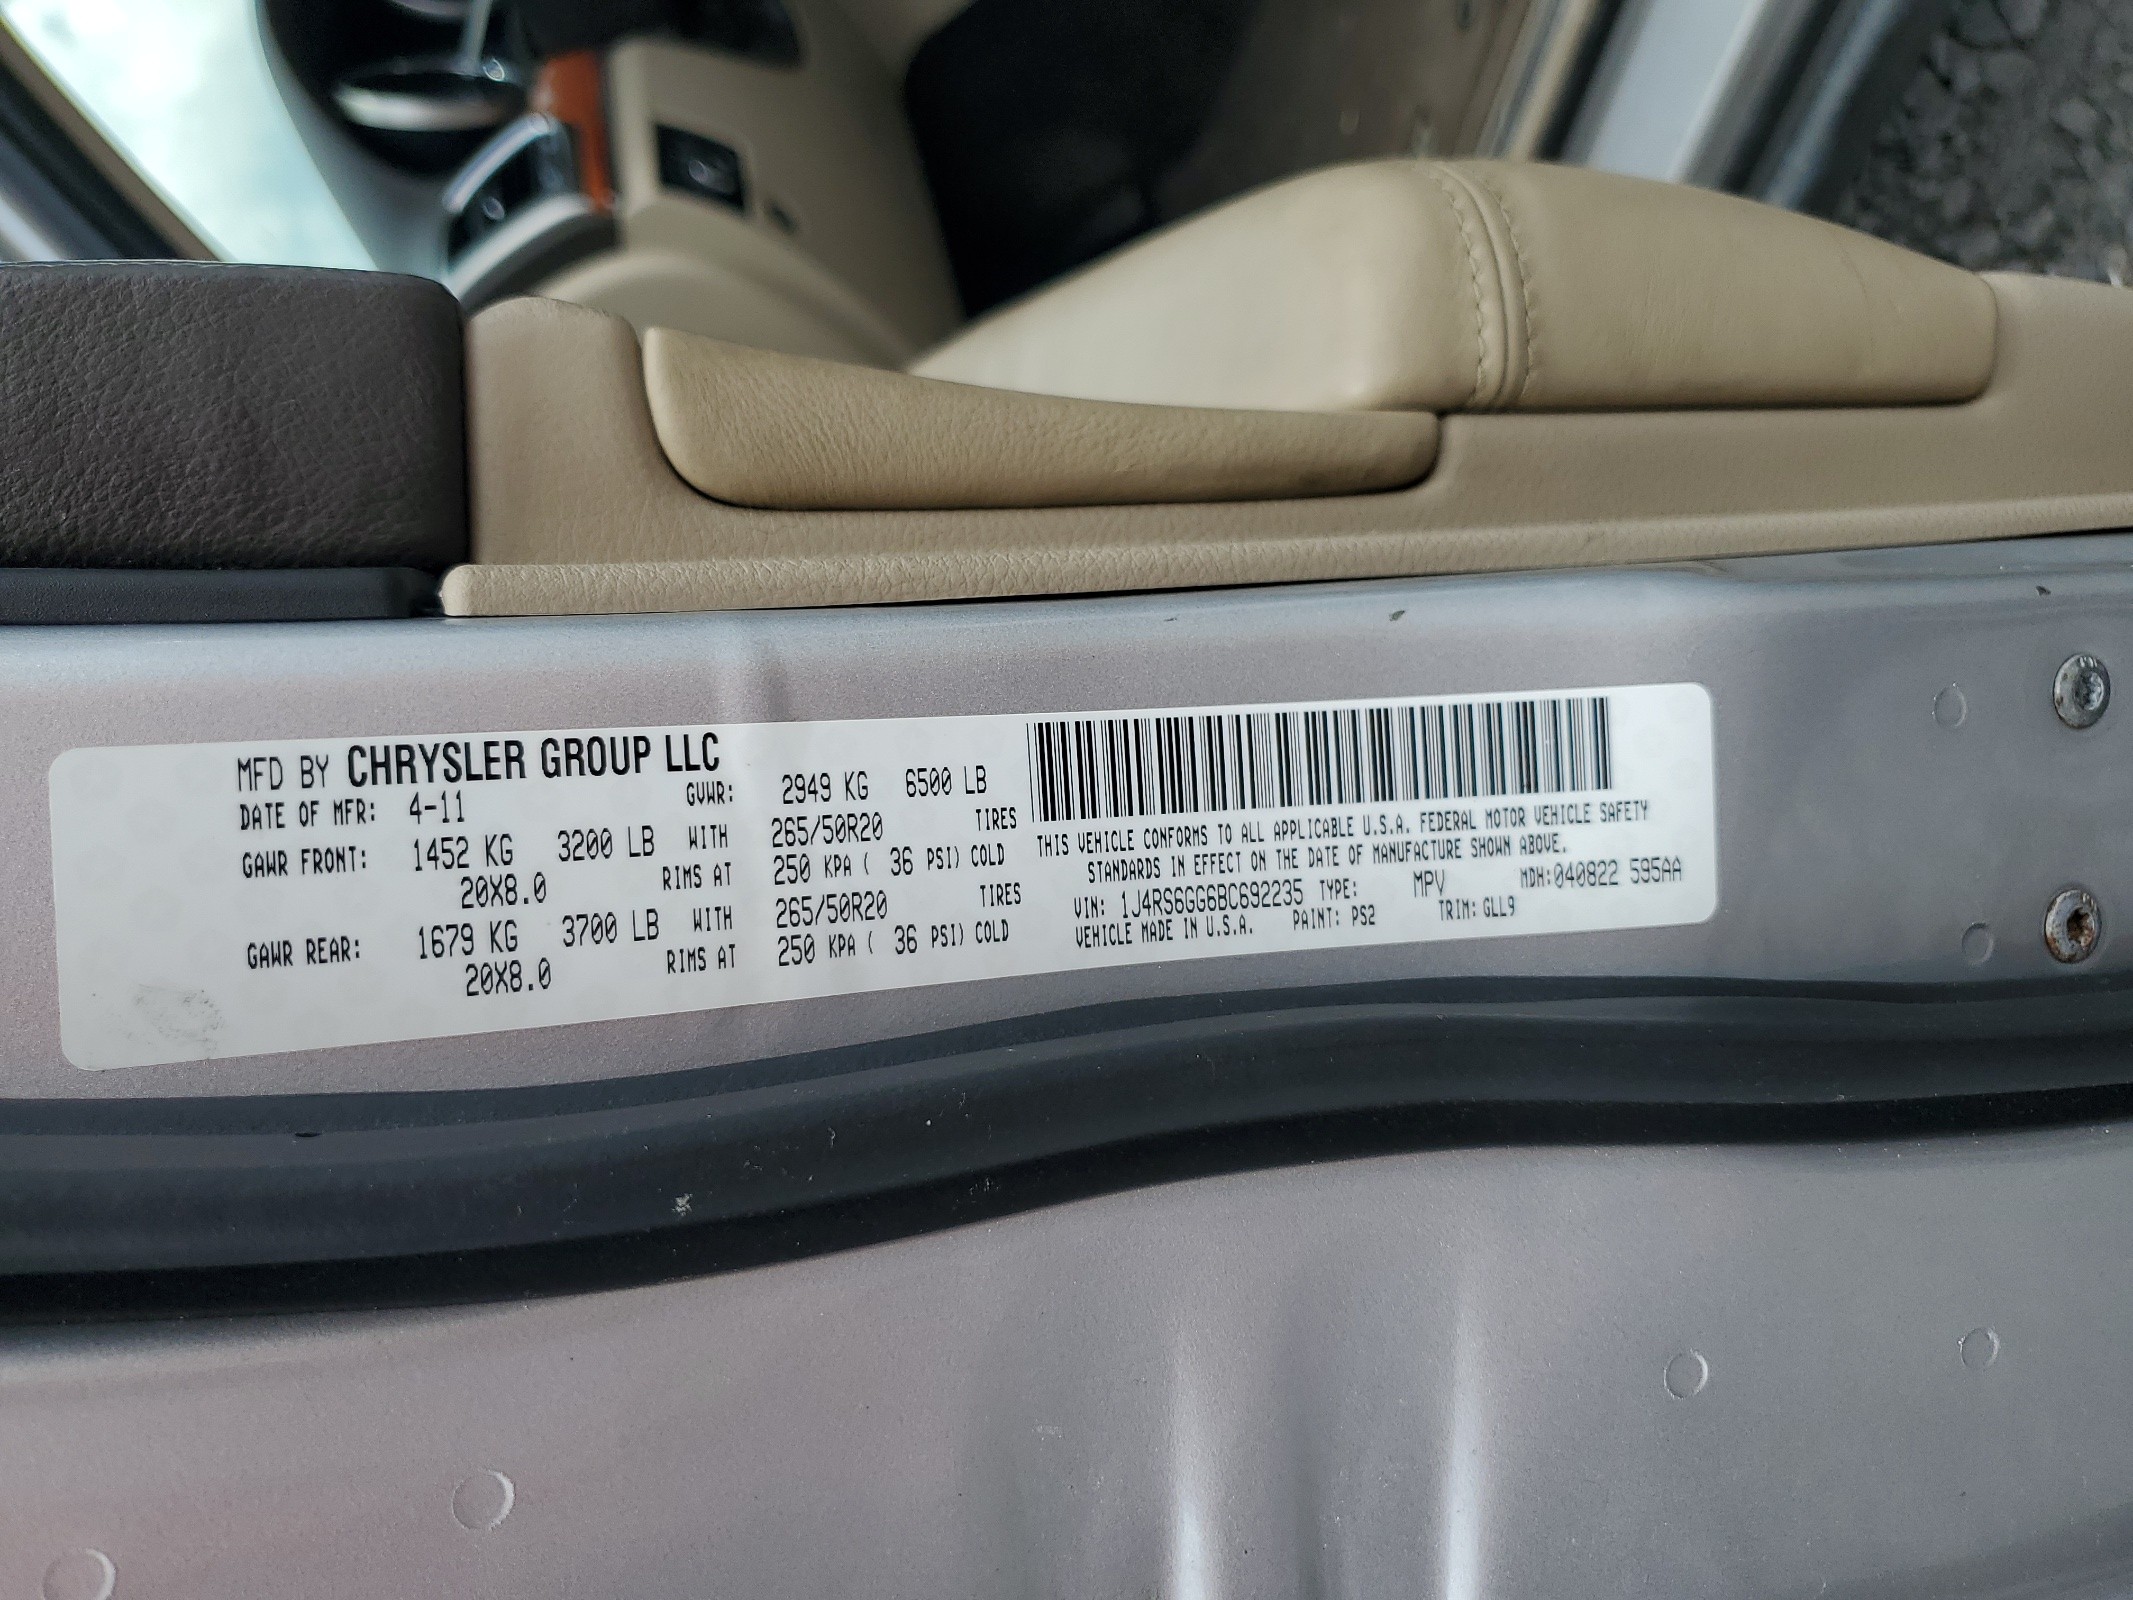 MFD BY CHRYSLER GROUP LLC
DATE OF MFR: 4-11 GVWR: 2949 KG 6500 LB
GAWR FRONT: 1452 KG 3200 LB WITH 265/50R20 TIRES
20X8.0 RIMS AT 250 KPA ( 36 PSI) COLD
GAWR REAR: 1679 KG 3700 LB WITH 265/50R20 TIRES
20X8.0 RIMS AT 250 KPA ( 36 PSI) COLD
THIS VEHICLE CONFORMS TO ALL APPLICABLE U.S.A. FEDERAL MOTOR VEHICLE SAFETY
STANDARDS IN EFFECT ON THE DATE OF MANUFACTURE SHOWN ABOVE.
VIN: 1J4RS6GG6BC692235 TYPE: MPV MDH:040822 595AA
VEHICLE MADE IN U.S.A. PAINT: PS2 TRIM: GLL9